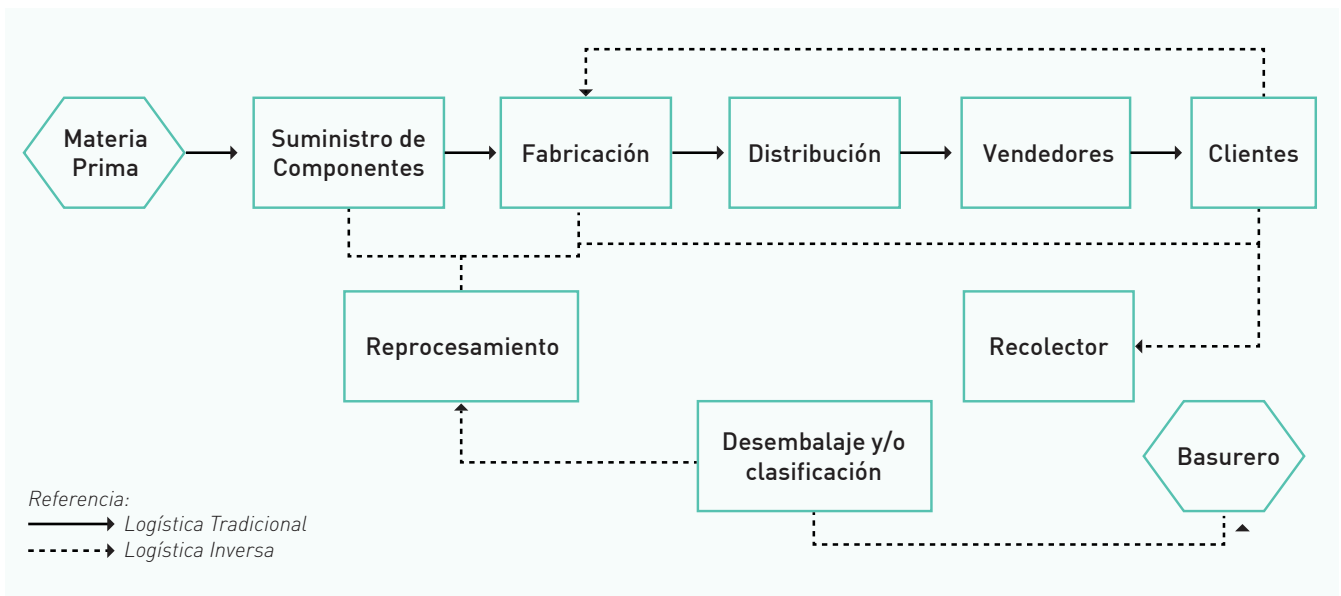 Materia
Prima
Suministro de
Componentes
Fabricación
Distribución
Vendedores
Clientes
Reprocesamiento
Recolector
Desembalaje y/o
clasificación
Basurero
Referencia:
Logística Tradicional
Logística Inversa